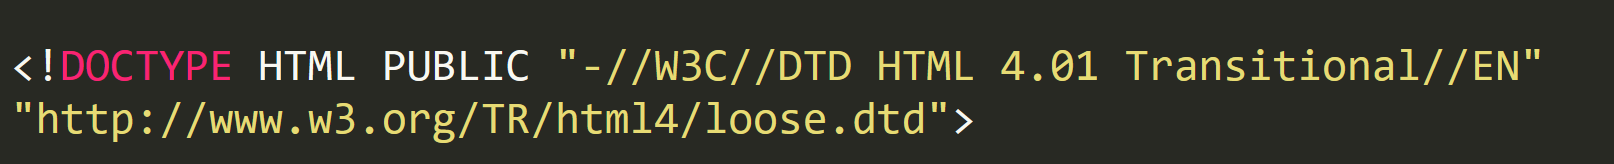 <!DOCTYPE HTML PUBLIC "-//W3C//DTD HTML 4.01 Transitional//EN"
"http://www.w3.org/TR/html4/loose.dtd">